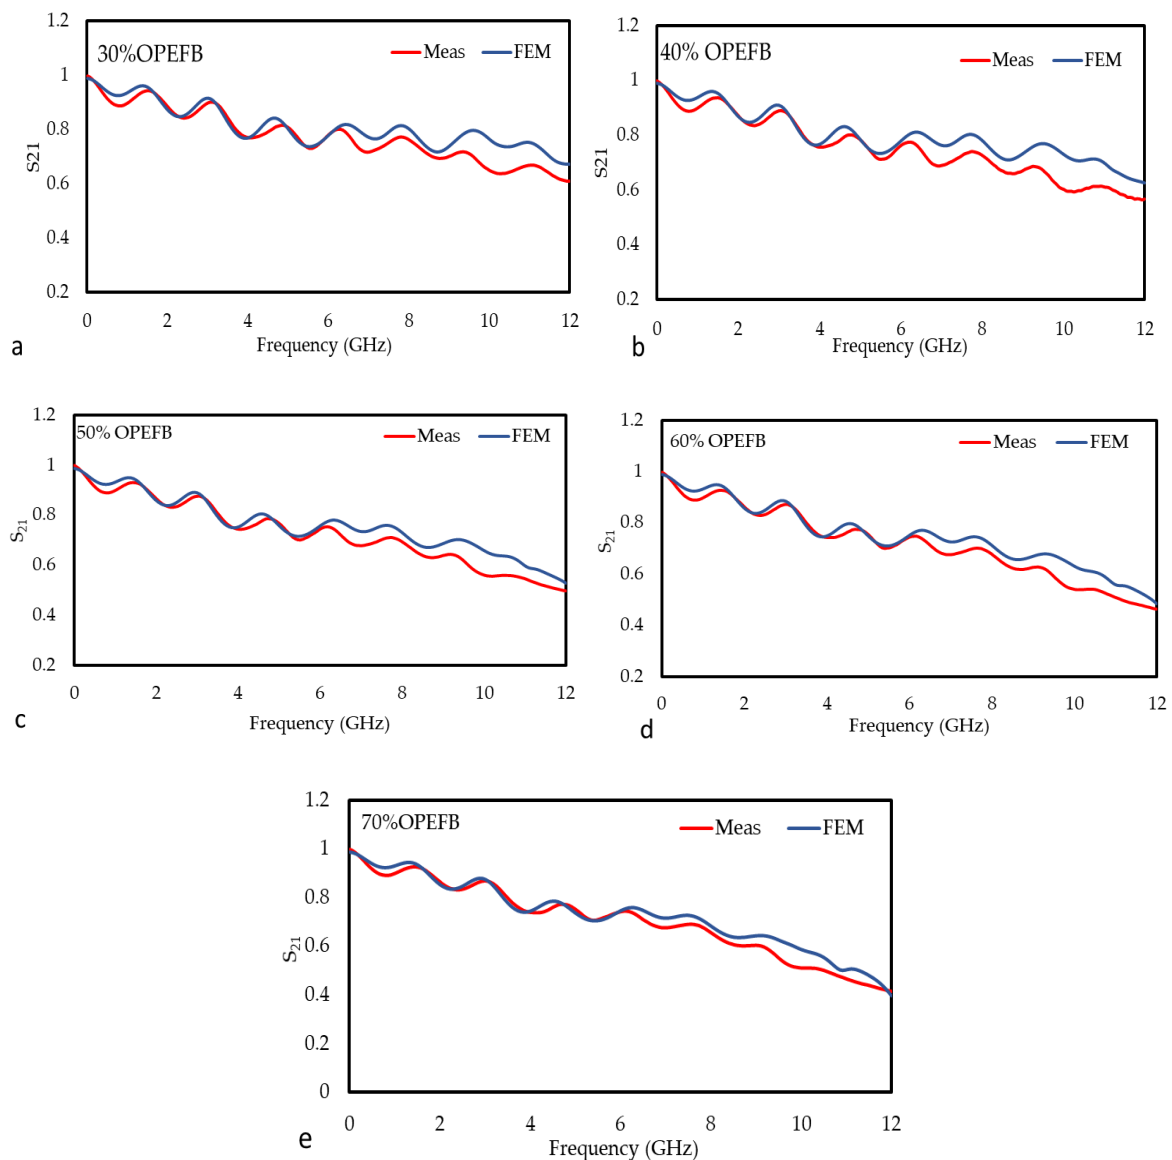 1.2
30%OPEFB
Meas FEM
1
0.8
S21
0.6
0.4
0.2
0 2 4 6 8 10 12
Frequency (GHz)
a
1.2
40% OPEFB
Meas FEM
1
0.8
S21
0.6
0.4
0.2
0 2 4 6 8 10 12
Frequency (GHz)
b
1.2
50% OPEFB
Meas FEM
1
0.8
S21
0.6
0.4
0.2
0 2 4 6 8 10 12
Frequency (GHz)
c
1.2
60% OPEFB
Meas FEM
1
0.8
S21
0.6
0.4
0.2
0 2 4 6 8 10 12
Frequency (GHz)
d
1.2
70%OPEFB
Meas FEM
1
0.8
S21
0.6
0.4
0.2
0
0 2 4 6 8 10 12
Frequency (GHz)
e